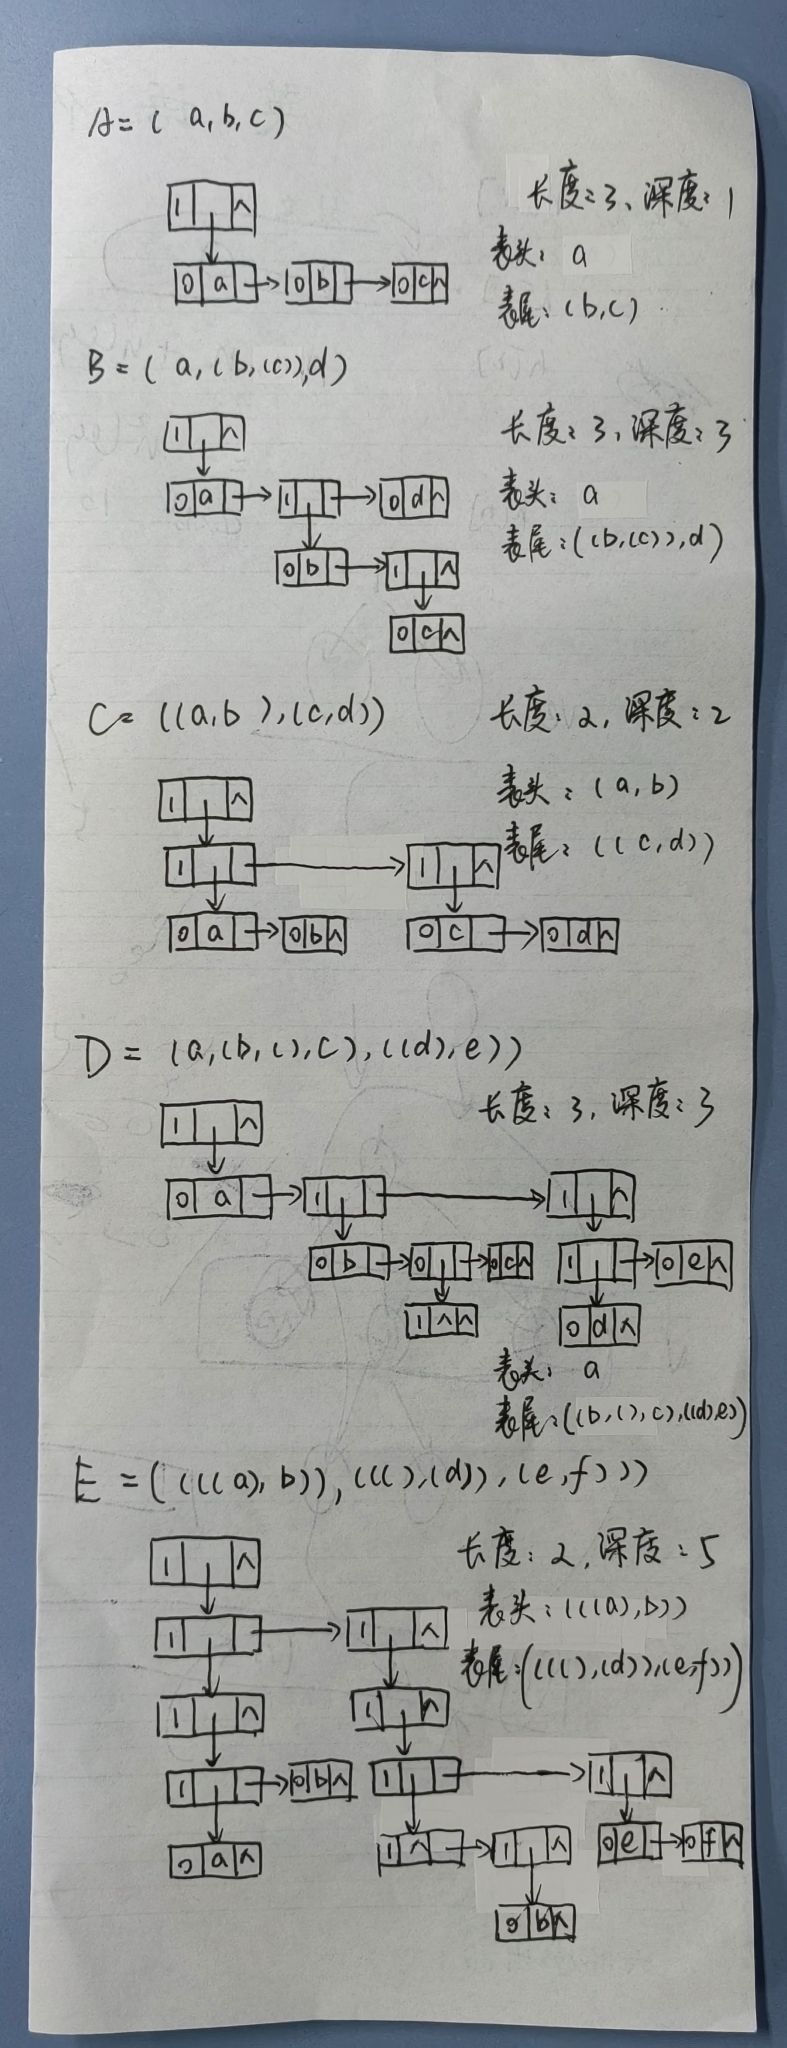 A=( a,b,c)
长度:3、深度:1
1 ∧
表头: a
0 a 0 b 0 c ∧
表尾: (b,c)
B=( a,(b,(c)),d)
1 ∧
长度:3,深度:3
0 a 1 0 d ∧
表头: a
表尾:((b,(c)),d)
0 b 1 ∧
0 c ∧
C= ((a,b ),(c,d))
长度:2,深度:2
1 ∧
表头:(a,b)
表尾:((c,d))
1 1 ∧
0 a 0 b ∧ 0 c 0 d ∧
D= (a,(b,(),c),((d),e))
长度:3,深度:3
1 ∧
0 a 1 1 ∧
0 b 0 0 c ∧ 1 0 e ∧
1 ∧ ∧ 0 d ∧
表头: a
表尾:((b,(),c),((d),e))
E=((((a),b)),(((),(d)),(e,f)))
长度:2,深度:5
1 ∧
表头:(((a),b))
1 1 ∧
表尾:((((),(d)),(e,f)))
1 ∧ 1 ∧
1 0 b ∧ 1 1 ∧
0 a ∧ 1 ∧ 1 ∧ 0 e 0 f ∧
0 b ∧